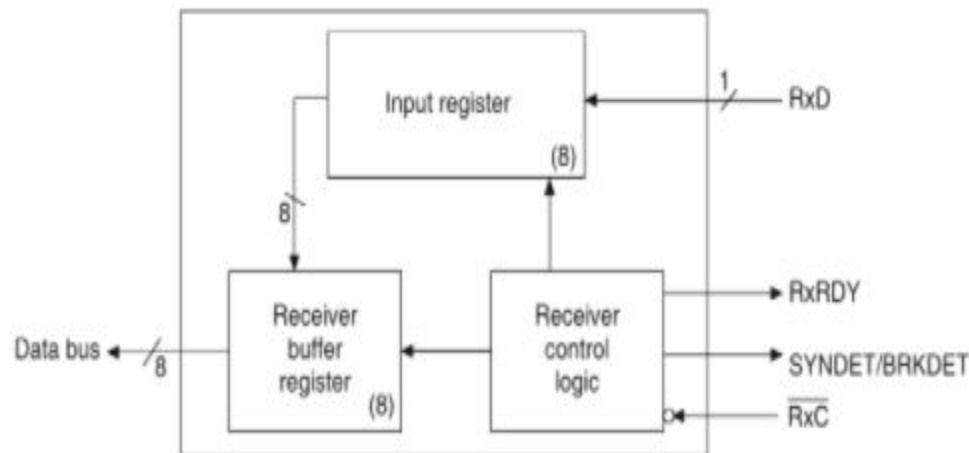 1
RxD
Input register
(8)
8
RxRDY
Receiver
buffer
register
(8)
Receiver
control
logic
Data bus
8
SYNDET/BRKDET
R̅x̅C̅